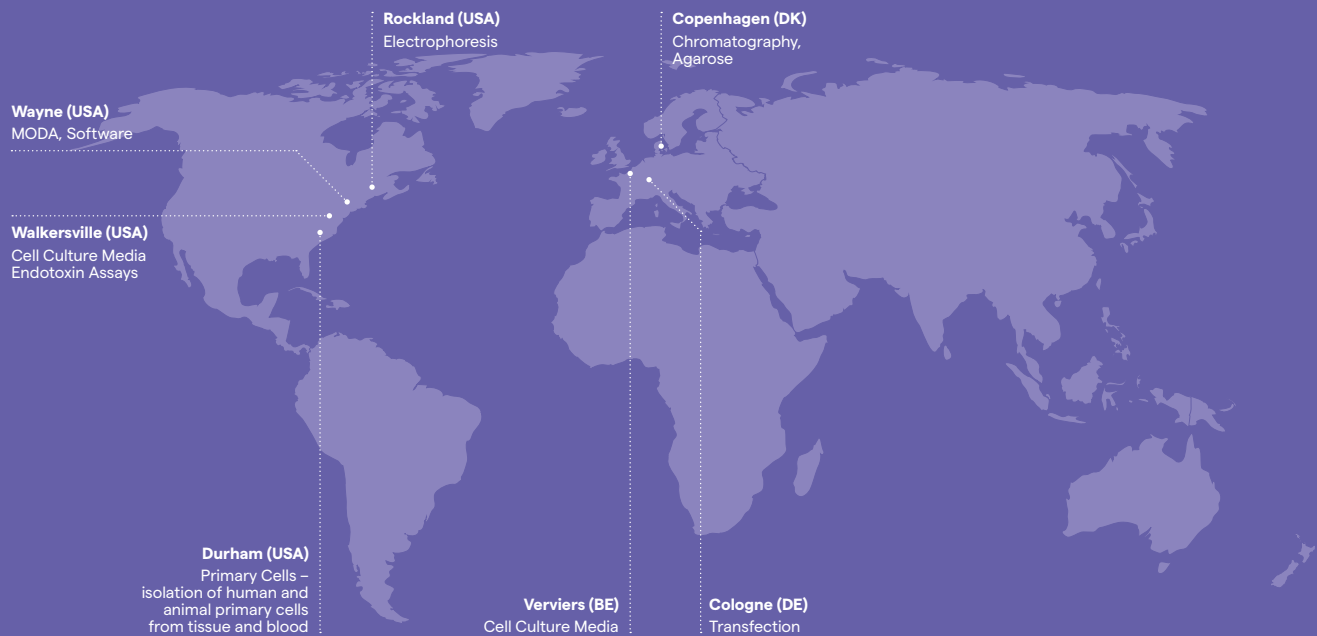 Rockland (USA)
Electrophoresis
Copenhagen (DK)
Chromatography,
Agarose
Wayne (USA)
MODA, Software
Walkersville (USA)
Cell Culture Media
Endotoxin Assays
Durham (USA)
Primary Cells –
isolation of human and
animal primary cells
from tissue and blood
Verviers (BE)
Cell Culture Media
Cologne (DE)
Transfection